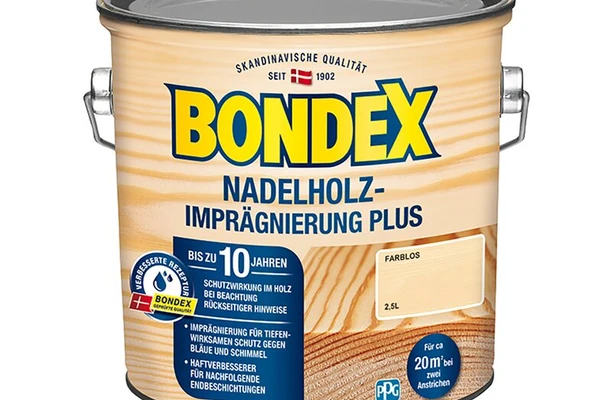 SKANDINAVISCHE QUALITÄT
SEIT 1902
BONDEX
NADELHOLZ-
IMPRÄGNIERUNG PLUS
VERBESSERTE REZEPTUR
BONDEX
GEPRÜFTE QUALITÄT
BIS ZU 10 JAHREN
SCHUTZWIRKUNG IM HOLZ
BEI BEACHTUNG
RÜCKSEITIGER HINWEISE
• IMPRÄGNIERUNG FÜR TIEFEN-
WIRKSAMEN SCHUTZ GEGEN
BLÄUE UND SCHIMMEL
• HAFTVERBESSERER
FÜR NACHFOLGENDE
ENDBESCHICHTUNGEN
FARBLOS
2,5L
Für ca
20 m² bei
zwei
Anstrichen
PPG